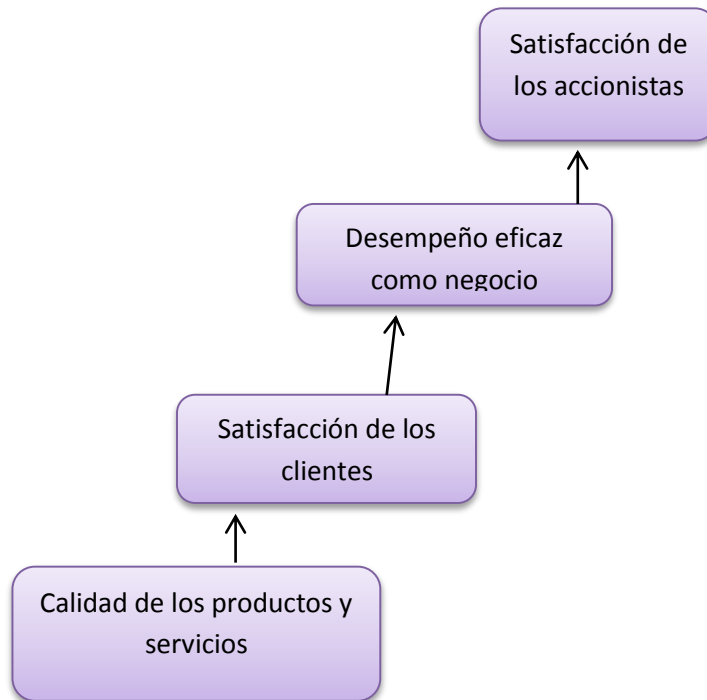 Satisfacción de
los accionistas
Desempeño eficaz
como negocio
Satisfacción de los
clientes
Calidad de los productos y
servicios